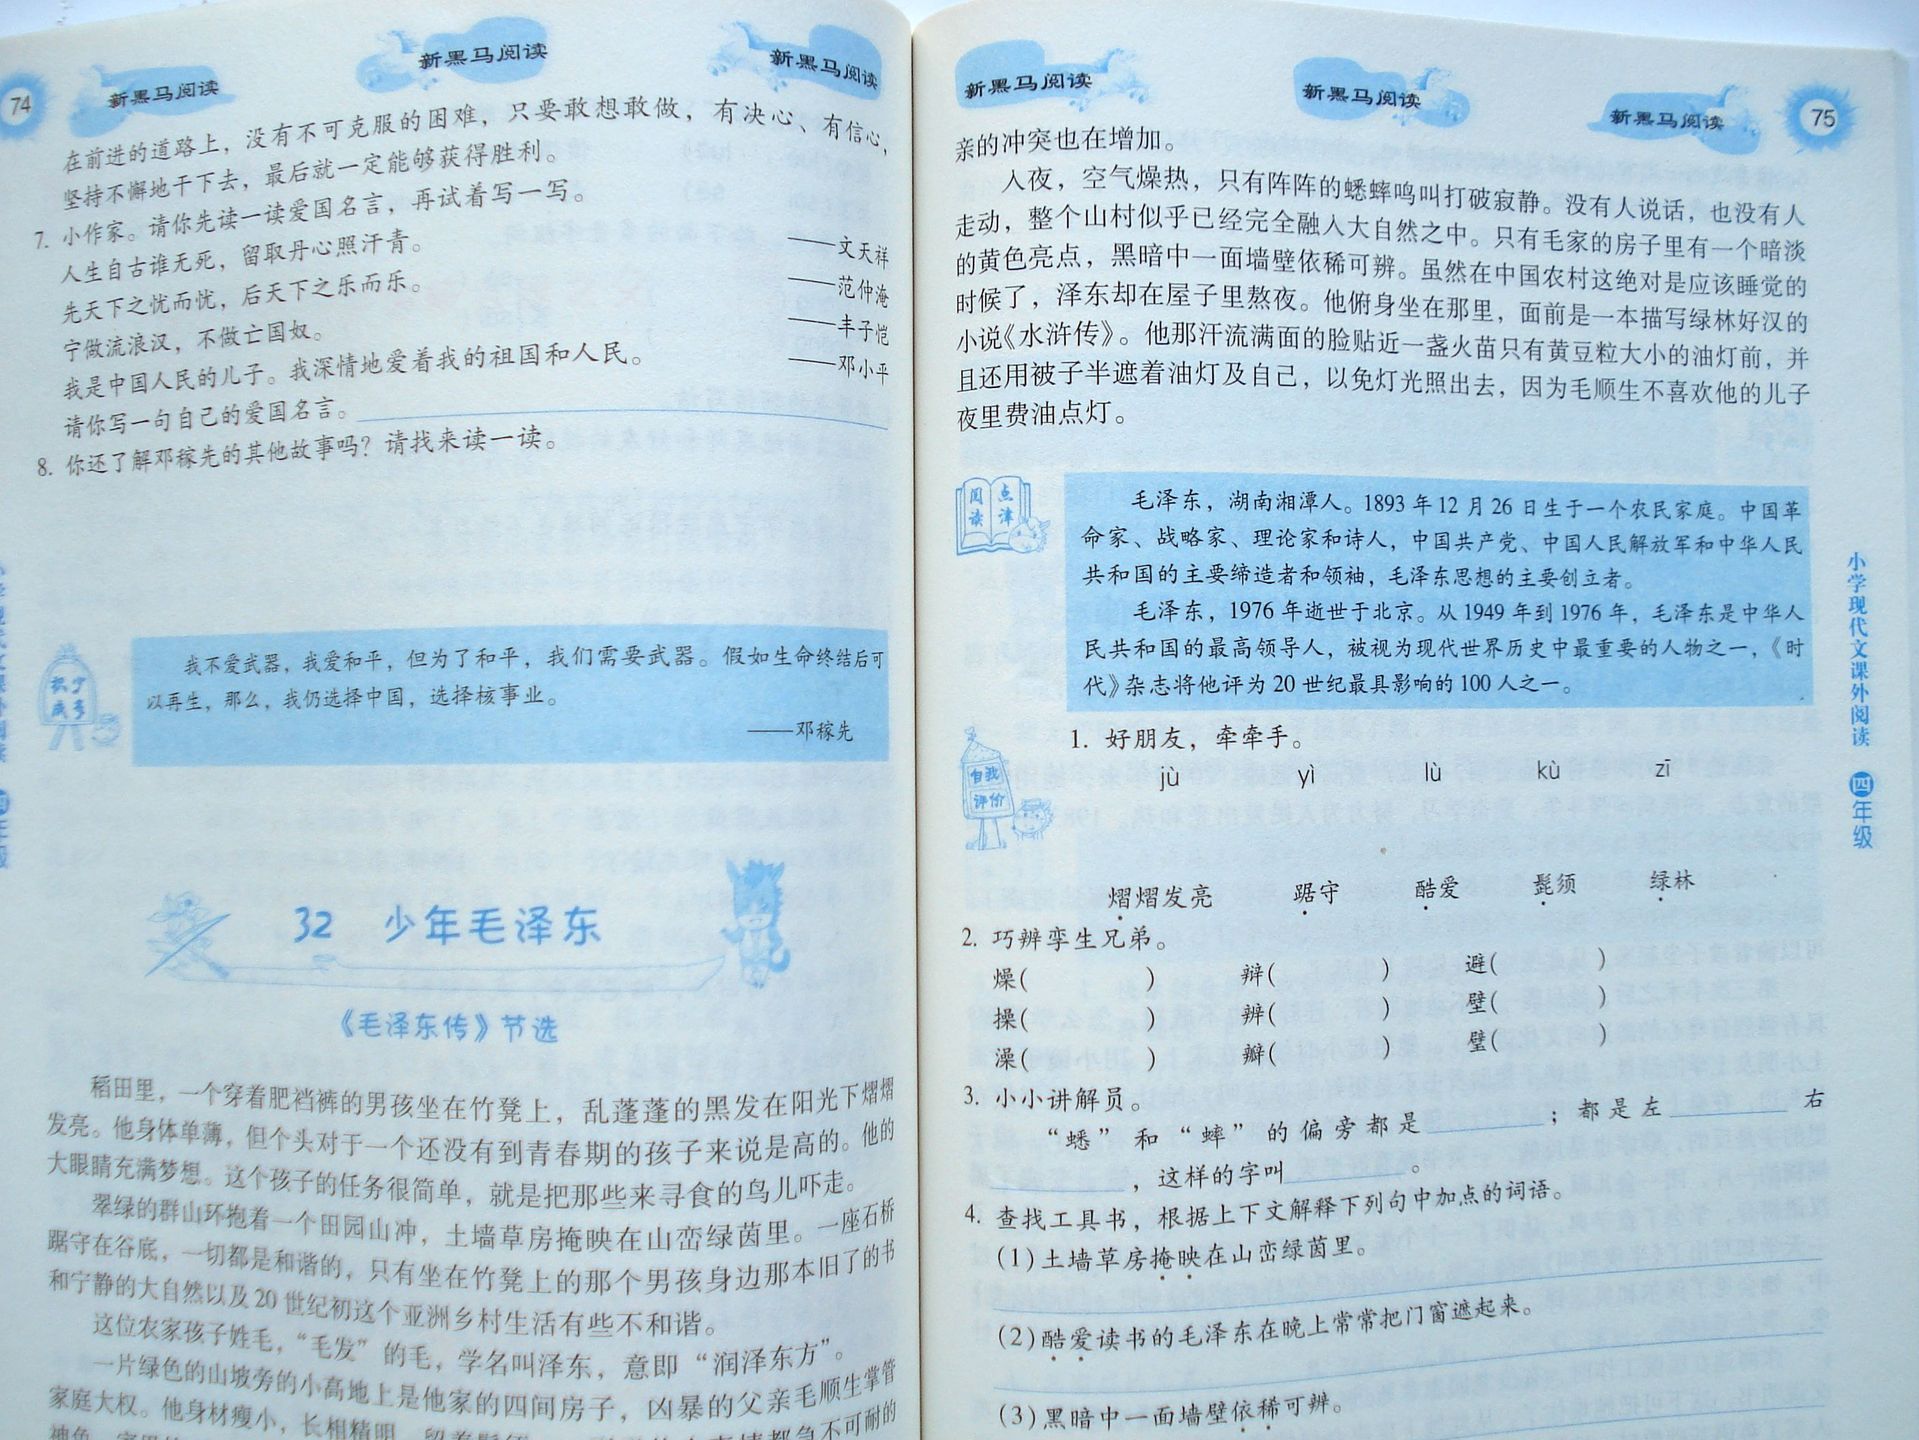 74
新黑马阅读
新黑马阅读
新黑马阅读
在前进的道路上，没有不可克服的困难，只要敢想敢做，有决心、有信心，
坚持不懈地干下去，最后就一定能够获得胜利。
7. 小作家。请你先读一读爱国名言，再试着写一写。
人生自古谁无死，留取丹心照汗青。
——文天祥
先天下之忧而忧，后天下之乐而乐。
——范仲淹
宁做流浪汉，不做亡国奴。
——丰子恺
我是中国人民的儿子。我深情地爱着我的祖国和人民。
——邓小平
请你写一句自己的爱国名言。
8. 你还了解邓稼先的其他故事吗？请找来读一读。
我不爱武器，我爱和平，但为了和平，我们需要武器。假如生命终结后可
以再生，那么，我仍选择中国，选择核事业。
——邓稼先
32 少年毛泽东
《毛泽东传》节选
稻田里，一个穿着肥裆裤的男孩坐在竹凳上，乱蓬蓬的黑发在阳光下熠熠
发亮。他身体单薄，但个头对于一个还没有到青春期的孩子来说是高的。他的
大眼睛充满梦想。这个孩子的任务很简单，就是把那些来寻食的鸟儿吓走。
翠绿的群山环抱着一个田园山冲，土墙草房掩映在山峦绿茵里。一座石桥
踞守在谷底，一切都是和谐的，只有坐在竹凳上的那个男孩身边那本旧了的书
和宁静的大自然以及20世纪初这个亚洲乡村生活有些不和谐。
这位农家孩子姓毛，“毛发”的毛，学名叫泽东，意即“润泽东方”。
一片绿色的山坡旁的小高地上是他家的四间房子，凶暴的父亲毛顺生掌管
家庭大权。他身材瘦小，长相精明，留着
急不可耐的
新黑马阅读
新黑马阅读
新黑马阅读
75
亲的冲突也在增加。
入夜，空气燥热，只有阵阵的蟋蟀鸣叫打破寂静。没有人说话，也没有人
走动，整个山村似乎已经完全融入大自然之中。只有毛家的房子里有一个暗淡
的黄色亮点，黑暗中一面墙壁依稀可辨。虽然在中国农村这绝对是应该睡觉的
时候了，泽东却在屋子里熬夜。他俯身坐在那里，面前是一本描写绿林好汉的
小说《水浒传》。他那汗流满面的脸贴近一盏火苗只有黄豆粒大小的油灯前，并
且还用被子半遮着油灯及自己，以免灯光照出去，因为毛顺生不喜欢他的儿子
夜里费油点灯。
阅读
点津
毛泽东，湖南湘潭人。1893年12月26日生于一个农民家庭。中国革
命家、战略家、理论家和诗人，中国共产党、中国人民解放军和中华人民
共和国的主要缔造者和领袖，毛泽东思想的主要创立者。
毛泽东，1976年逝世于北京。从1949年到1976年，毛泽东是中华人
民共和国的最高领导人，被视为现代世界历史中最重要的人物之一，《时
代》杂志将他评为20世纪最具影响的100人之一。
自我
评价
1. 好朋友，牵牵手。
jù yì lù kù zī
熠熠发亮 踞守 酷爱 髭须 绿林
2. 巧辨孪生兄弟。
燥( ) 辩( ) 避( )
操( ) 辨( ) 壁( )
澡( ) 瓣( ) 璧( )
3. 小小讲解员。
“蟋”和“蟀”的偏旁都是 ；都是左 右
，这样的字叫 。
4. 查找工具书，根据上下文解释下列句中加点的词语。
(1)土墙草房掩映在山峦绿茵里。
(2)酷爱读书的毛泽东在晚上常常把门窗遮起来。
(3)黑暗中一面墙壁依稀可辨。
小学现代文课外阅读 四年级